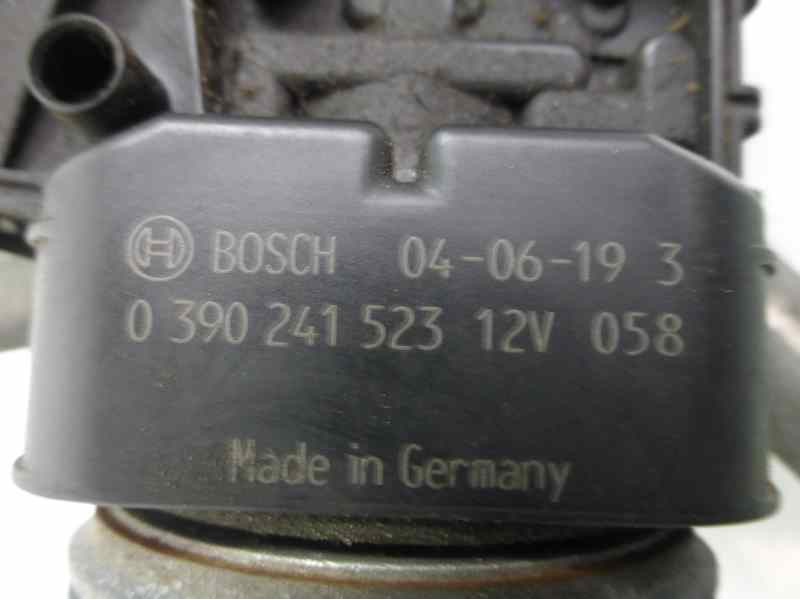 BOSCH 04-06-19 3
0 390 241 523 12V 058
Made in Germany